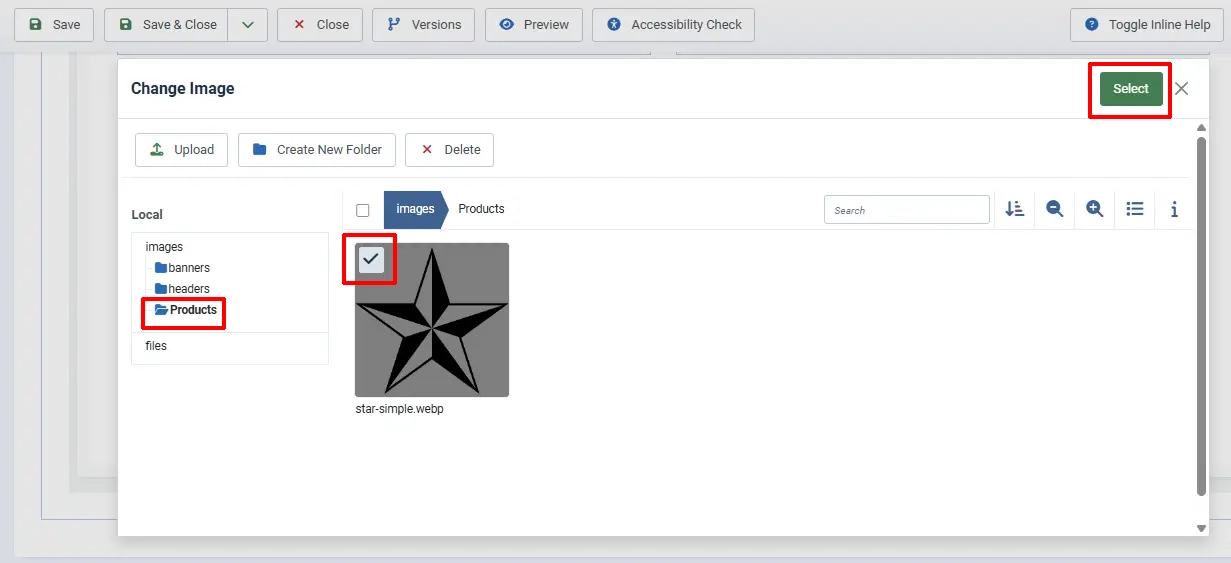 Save
Save & Close
Close
Versions
Preview
Accessibility Check
Toggle Inline Help
Change Image
Select
Upload
Create New Folder
Delete
Local
images
Products
Search
images
banners
headers
Products
files
star-simple.webp